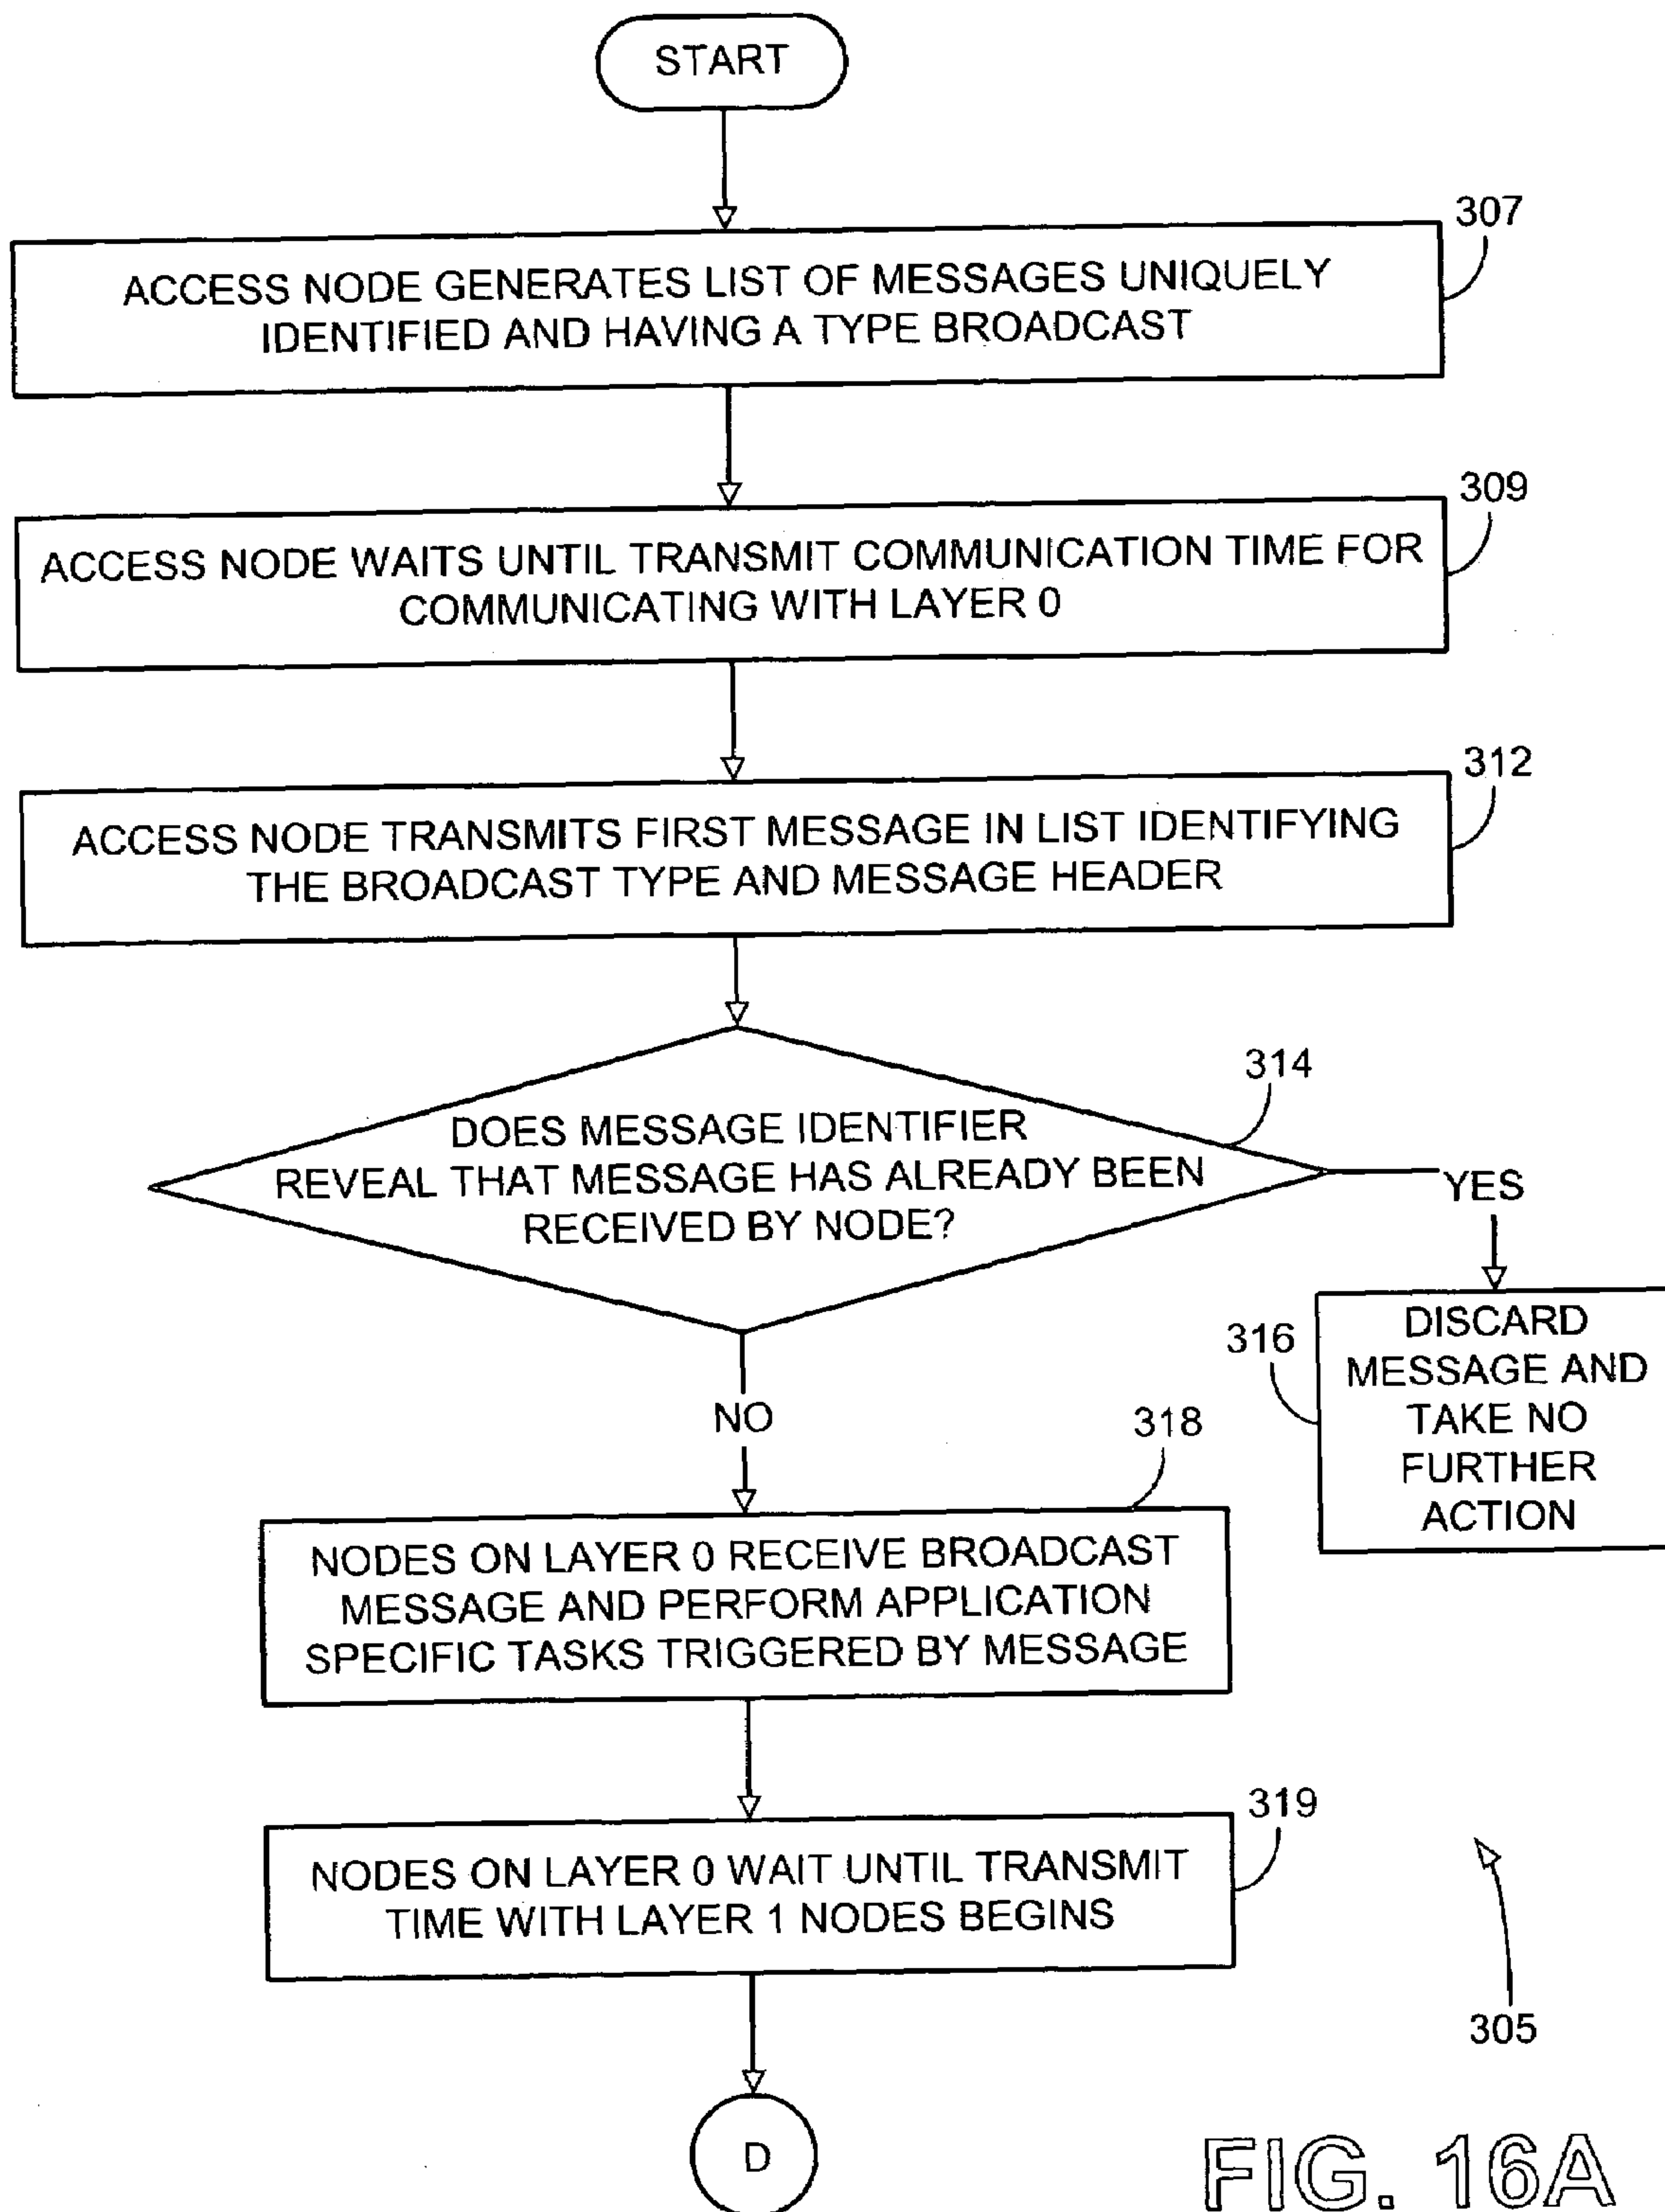 START
307
ACCESS NODE GENERATES LIST OF MESSAGES UNIQUELY
IDENTIFIED AND HAVING A TYPE BROADCAST
309
ACCESS NODE WAITS UNTIL TRANSMIT COMMUNICATION TIME FOR
COMMUNICATING WITH LAYER 0
312
ACCESS NODE TRANSMITS FIRST MESSAGE IN LIST IDENTIFYING
THE BROADCAST TYPE AND MESSAGE HEADER
314
DOES MESSAGE IDENTIFIER
REVEAL THAT MESSAGE HAS ALREADY BEEN
RECEIVED BY NODE?
YES
316
DISCARD
MESSAGE AND
TAKE NO
FURTHER
ACTION
NO
318
NODES ON LAYER 0 RECEIVE BROADCAST
MESSAGE AND PERFORM APPLICATION
SPECIFIC TASKS TRIGGERED BY MESSAGE
319
NODES ON LAYER 0 WAIT UNTIL TRANSMIT
TIME WITH LAYER 1 NODES BEGINS
305
D
FIG. 16A